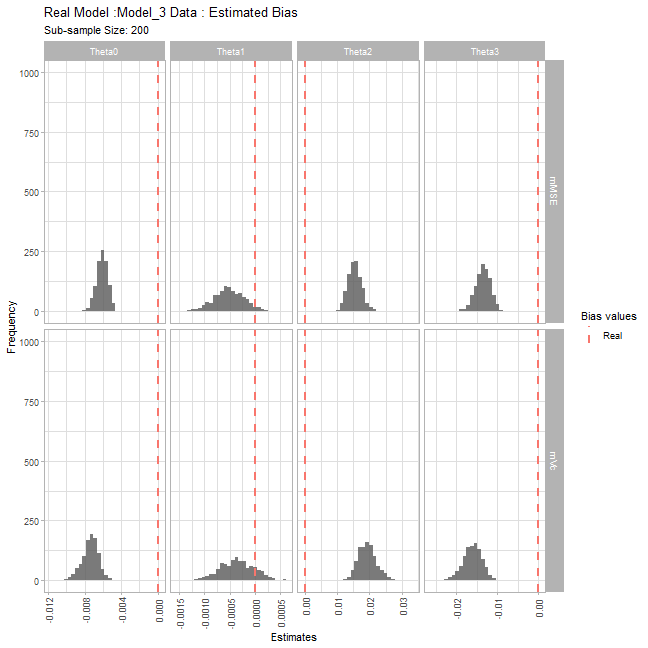 Real Model :Model_3 Data : Estimated Bias
Sub-sample Size: 200
Theta0 Theta1 Theta2 Theta3
1000
750
500
250
0
mMSE
1000
750
500
250
0
mVc
Frequency
-0.012 -0.008 -0.004 0.000 -0.0015 -0.0010 -0.0005 0.0000 0.0005 0.00 0.01 0.02 0.03 -0.02 -0.01 0.00
Estimates
Bias values
Real